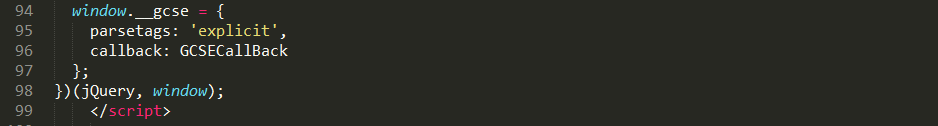 94 window.__gcse = {
95 parsetags: 'explicit',
96 callback: GCSECallBack
97 };
98 })(jQuery, window);
99 </script>